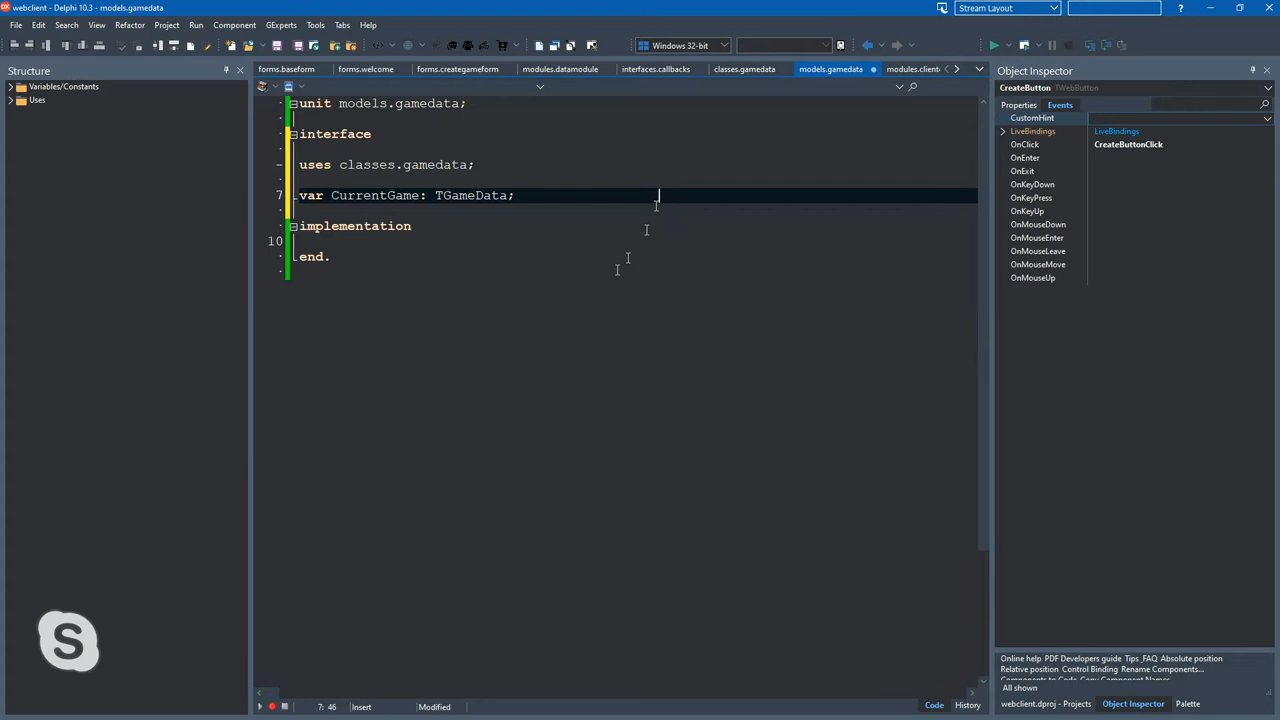 webclient - Delphi 10.3 - models.gamedata
Stream Layout
File Edit Search View Refactor Project Run Component GExperts Tools Tabs Help
Windows 32-bit
Structure
Variables/Constants
Uses
forms.baseform forms.welcome forms.creategameform modules.datamodule interfaces.callbacks classes.gamedata models.gamedata modules.client
unit models.gamedata;
interface
uses classes.gamedata;
7 var CurrentGame: TGameData;
implementation
10
end.
7: 46 Insert Modified Code History
Object Inspector
CreateButton TWebButton
Properties Events
CustomHint
LiveBindings LiveBindings
OnClick CreateButtonClick
OnEnter
OnExit
OnKeyDown
OnKeyPress
OnKeyUp
OnMouseDown
OnMouseEnter
OnMouseLeave
OnMouseMove
OnMouseUp
Online help PDF Developers guide Tips ,FAQ Absolute position
Relative position Control Binding Rename Components...
Components to Code Copy Component Names
All shown
webclient.dproj - Projects Object Inspector Palette
S